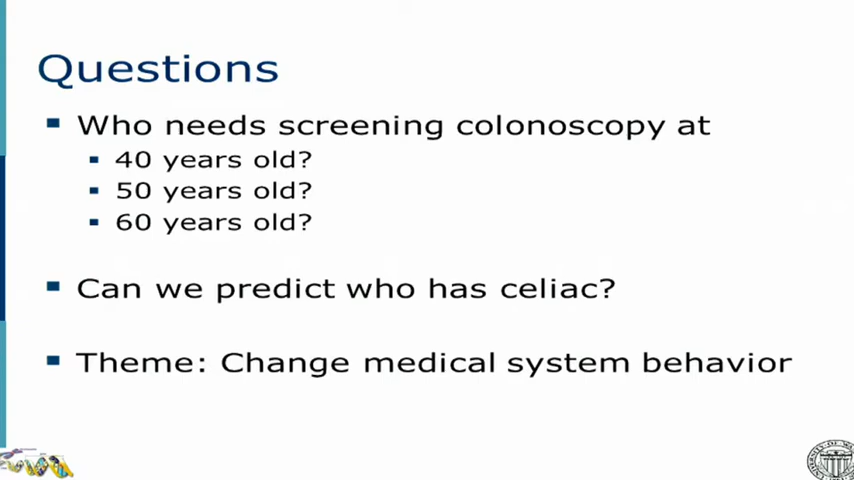 Questions
Who needs screening colonoscopy at
40 years old?
50 years old?
60 years old?
Can we predict who has celiac?
Theme: Change medical system behavior